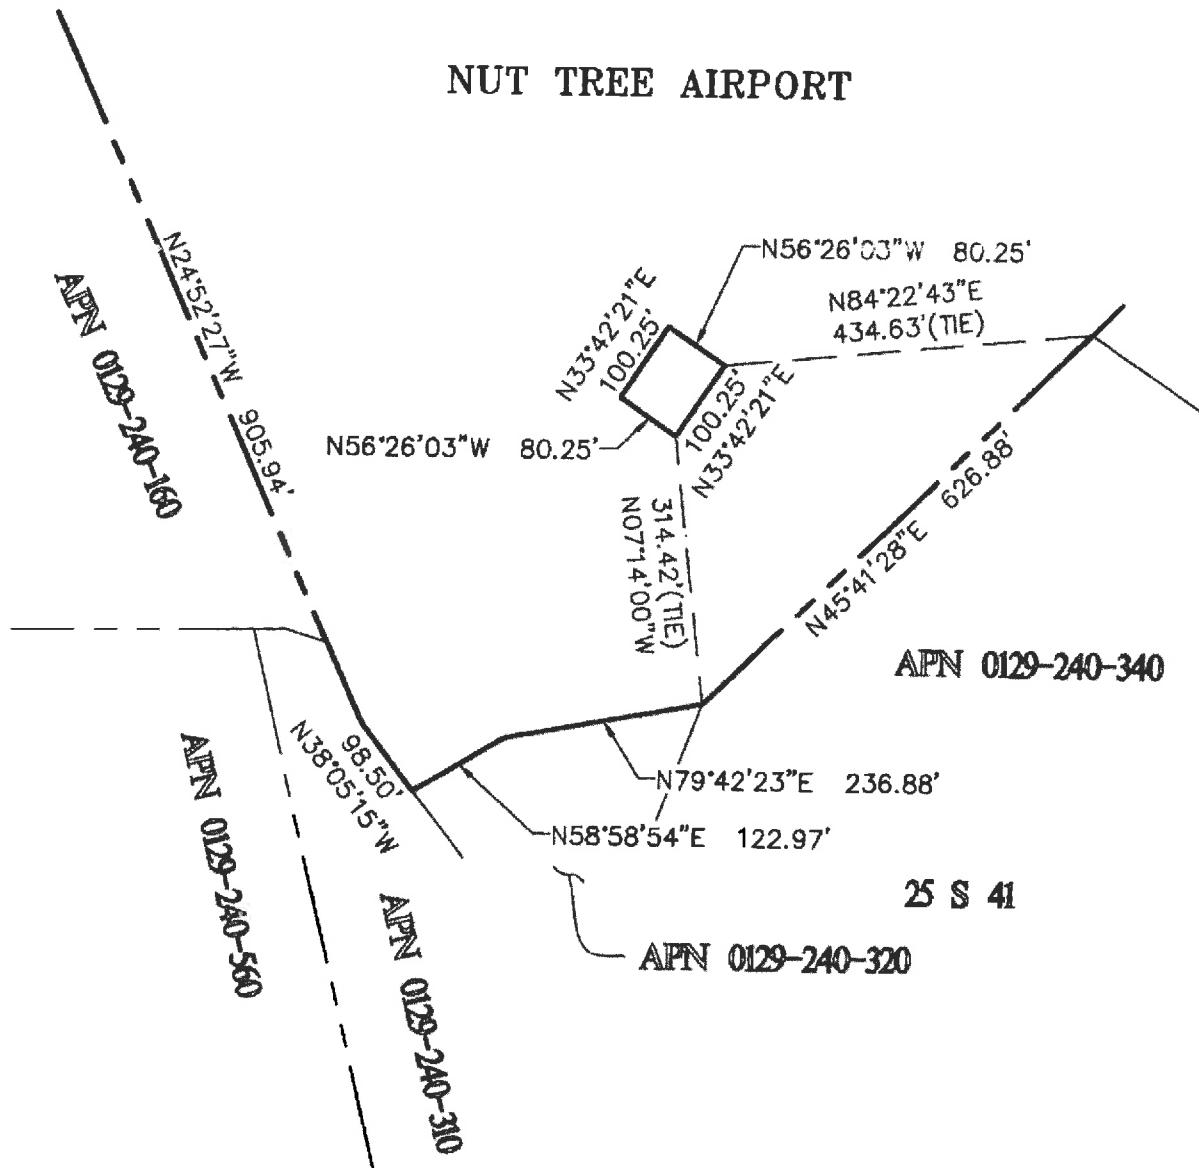 NUT TREE AIRPORT
N56°26'03"W 80.25'
N84°22'43"E
434.63'(TIE)
N33°42'21"E
100.25'
100.25'
N33°42'21"E
N56°26'03"W 80.25'
N24°52'27"W 905.94'
APN 0129-240-160
314.42'(TIE)
N07°14'00"W
N45°41'28"E 626.88'
APN 0129-240-340
98.50'
N38°05'15"W
N79°42'23"E 236.88'
N58°58'54"E 122.97'
APN 0129-240-560
APN 0129-240-310
25 S 41
APN 0129-240-320